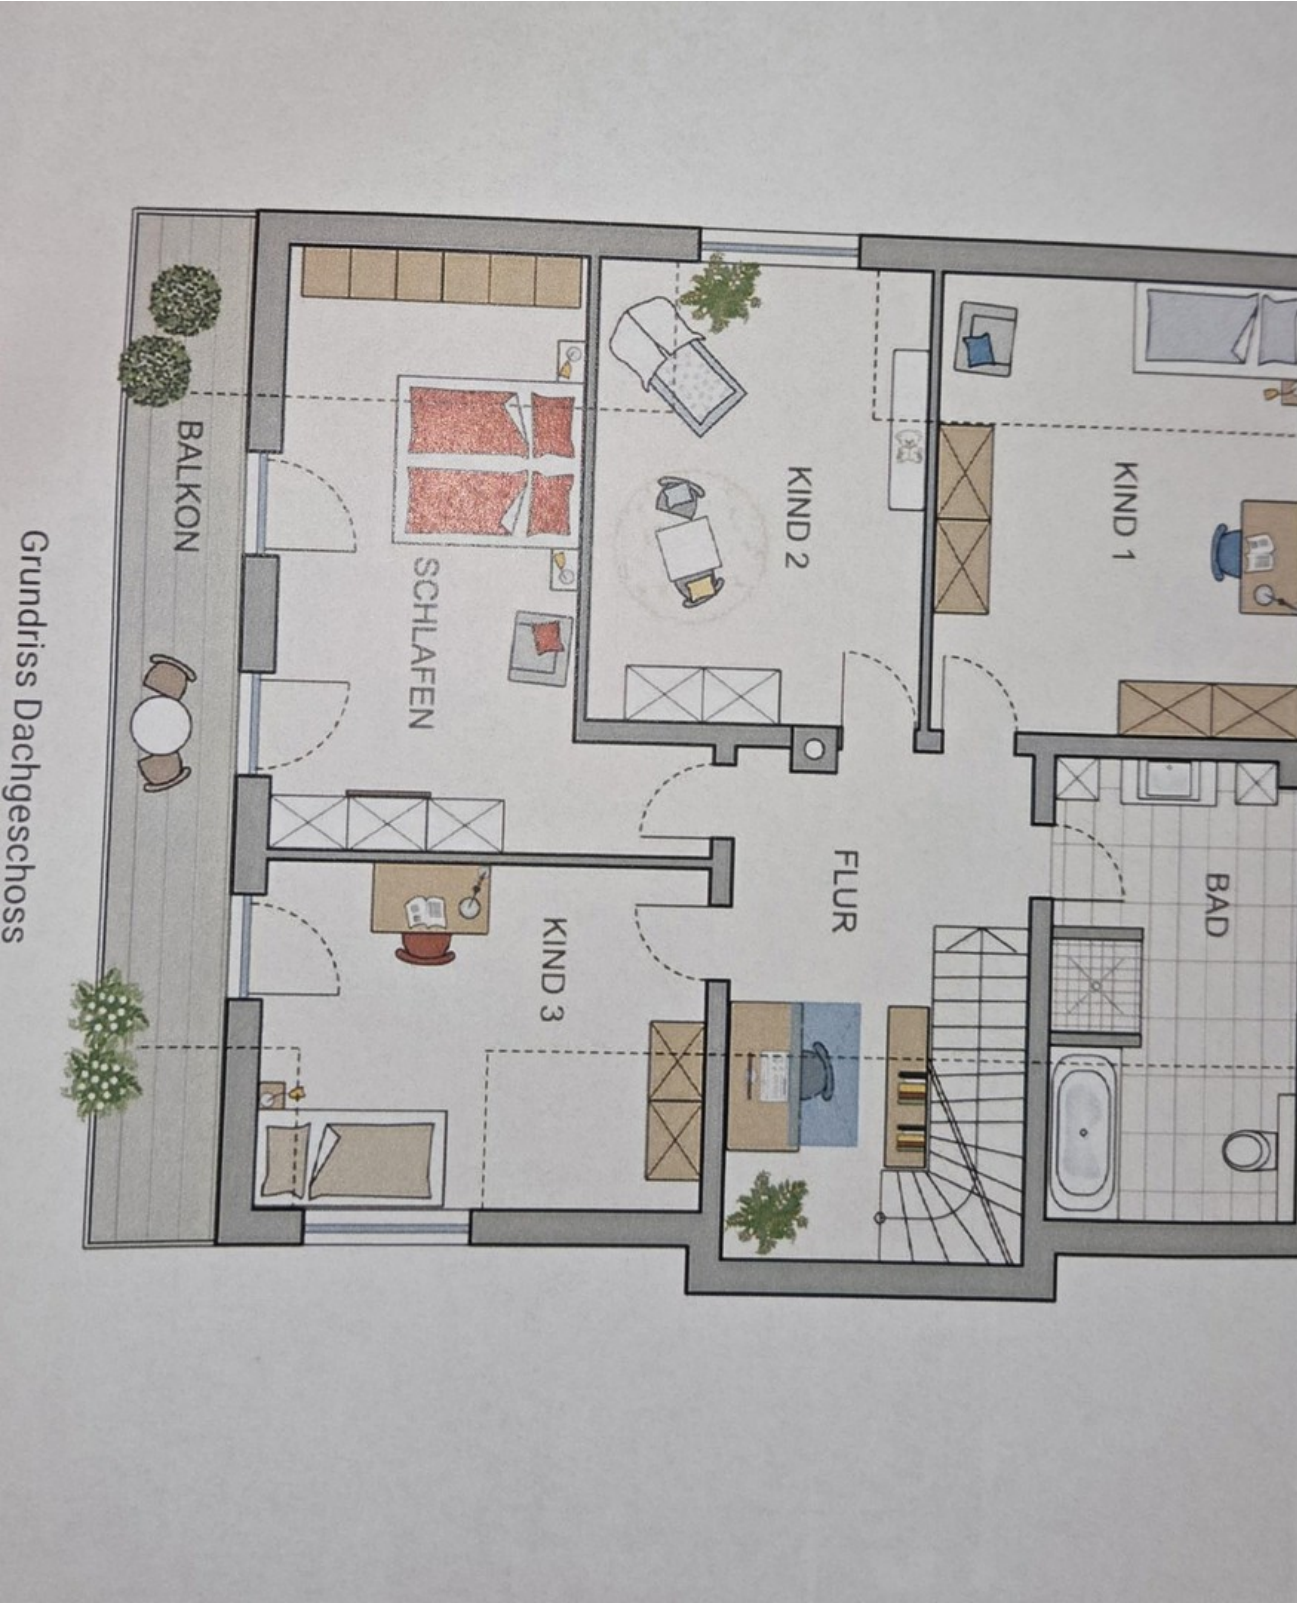 KIND 1
KIND 2
BAD
FLUR
SCHLAFEN
KIND 3
BALKON
Grundriss Dachgeschoss